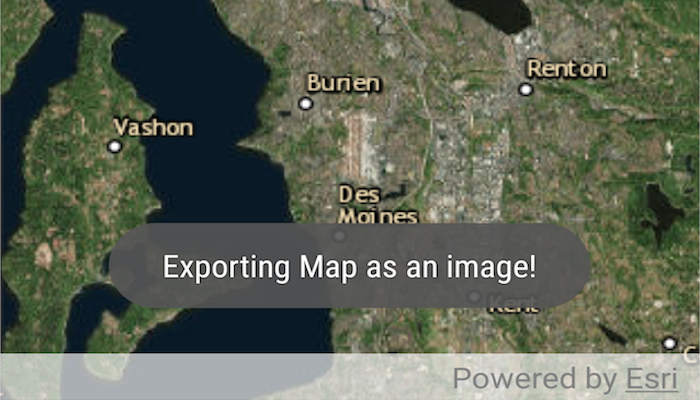 Renton
Burien
Vashon
Des
Moines
Exporting Map as an image!
Kent
C
Powered by Esri